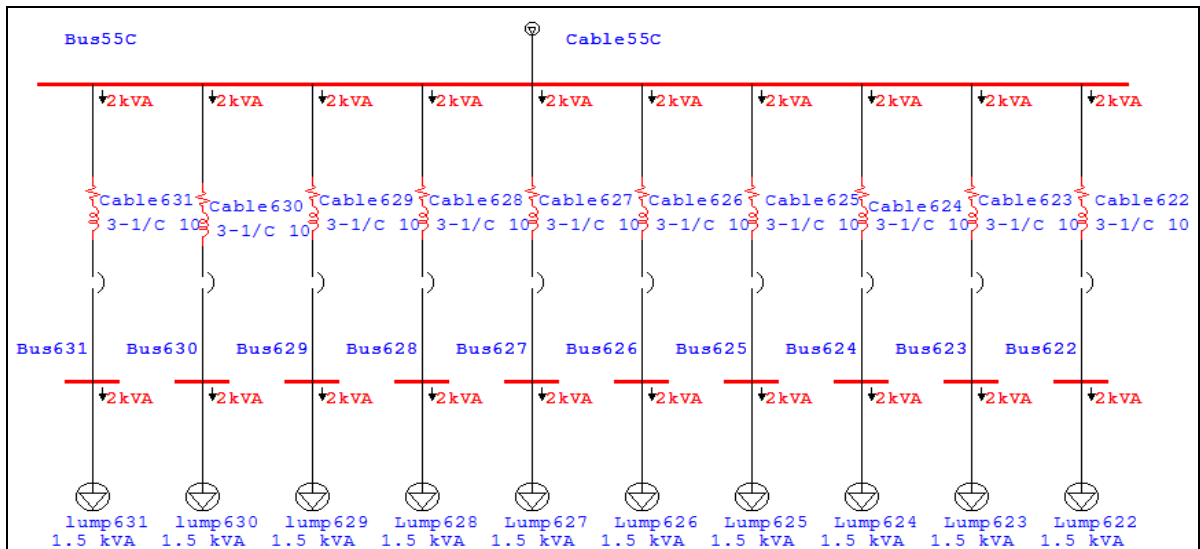 Bus55C Cable55C
2kVA 2kVA 2kVA 2kVA 2kVA 2kVA 2kVA 2kVA 2kVA 2kVA
Cable631 Cable630 Cable629 Cable628 Cable627 Cable626 Cable625 Cable624 Cable623 Cable622
3-1/C 10 3-1/C 10 3-1/C 10 3-1/C 10 3-1/C 10 3-1/C 10 3-1/C 10 3-1/C 10 3-1/C 10 3-1/C 10
Bus631 Bus630 Bus629 Bus628 Bus627 Bus626 Bus625 Bus624 Bus623 Bus622
2kVA 2kVA 2kVA 2kVA 2kVA 2kVA 2kVA 2kVA 2kVA 2kVA
lump631 lump630 lump629 Lump628 Lump627 Lump626 Lump625 Lump624 Lump623 Lump622
1.5 kVA 1.5 kVA 1.5 kVA 1.5 kVA 1.5 kVA 1.5 kVA 1.5 kVA 1.5 kVA 1.5 kVA 1.5 kVA